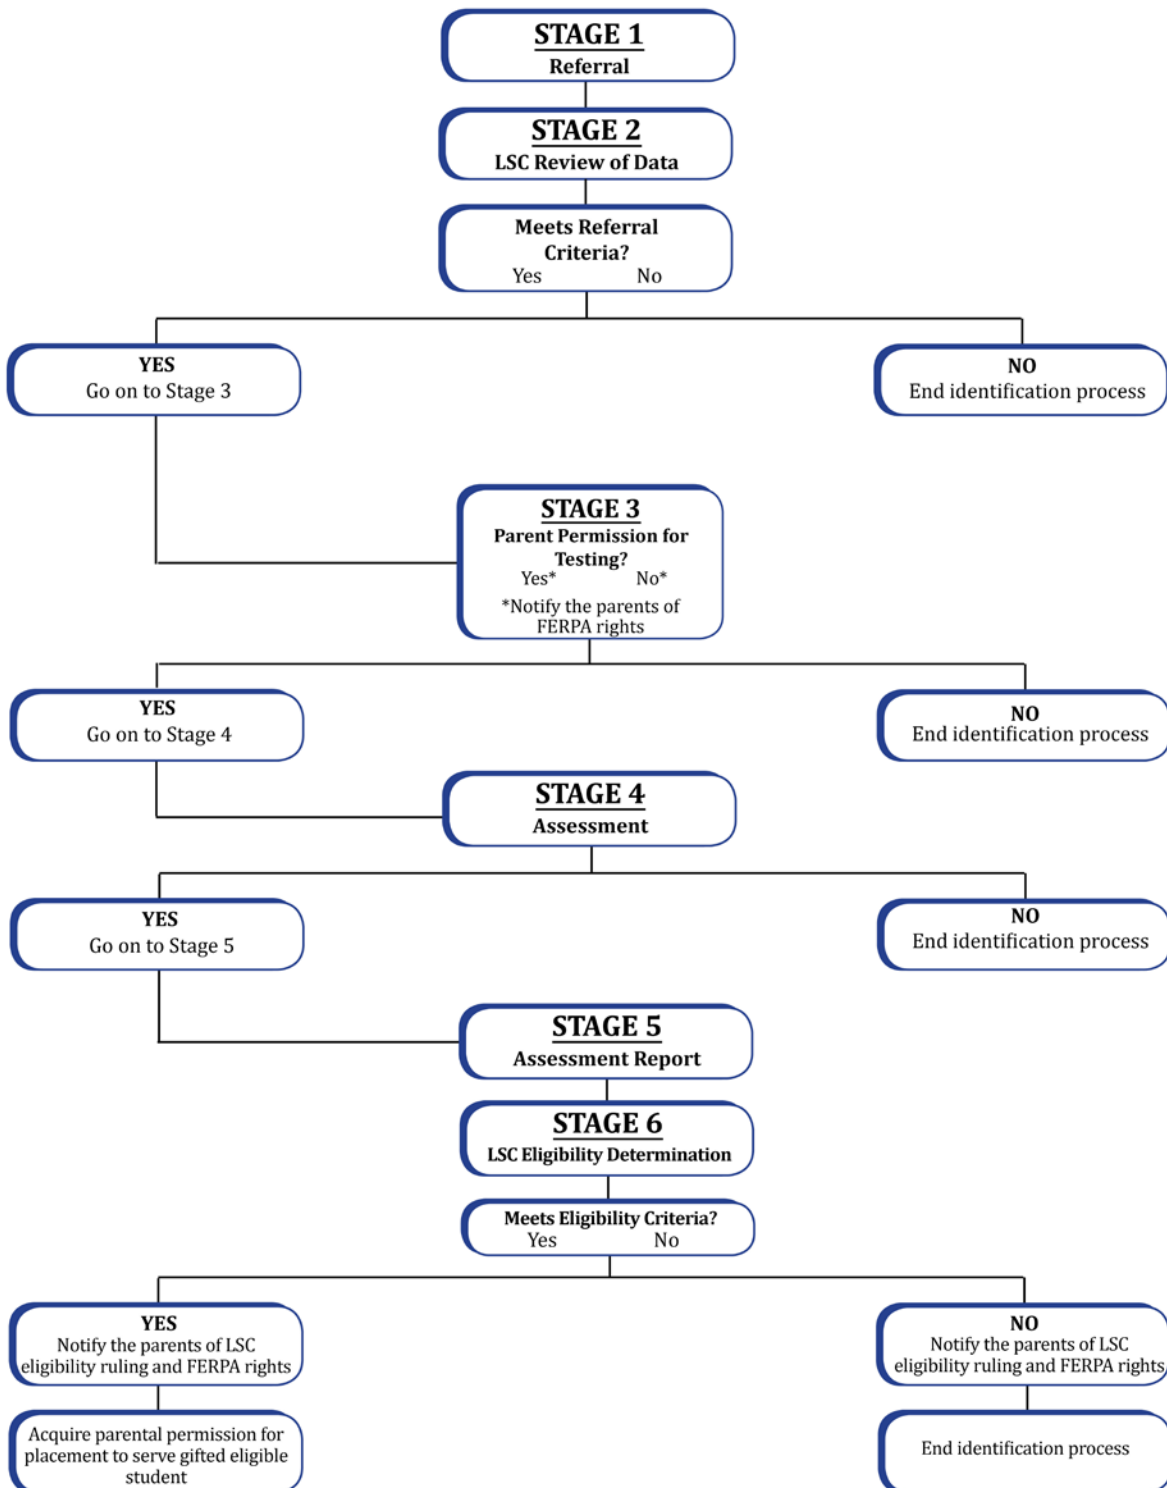 STAGE 1
Referral
STAGE 2
LSC Review of Data
Meets Referral
Criteria?
Yes No
YES
Go on to Stage 3
NO
End identification process
STAGE 3
Parent Permission for
Testing?
Yes* No*
*Notify the parents of
FERPA rights
YES
Go on to Stage 4
NO
End identification process
STAGE 4
Assessment
YES
Go on to Stage 5
NO
End identification process
STAGE 5
Assessment Report
STAGE 6
LSC Eligibility Determination
Meets Eligibility Criteria?
Yes No
YES
Notify the parents of LSC
eligibility ruling and FERPA rights
NO
Notify the parents of LSC
eligibility ruling and FERPA rights
Acquire parental permission for
placement to serve gifted eligible
student
End identification process